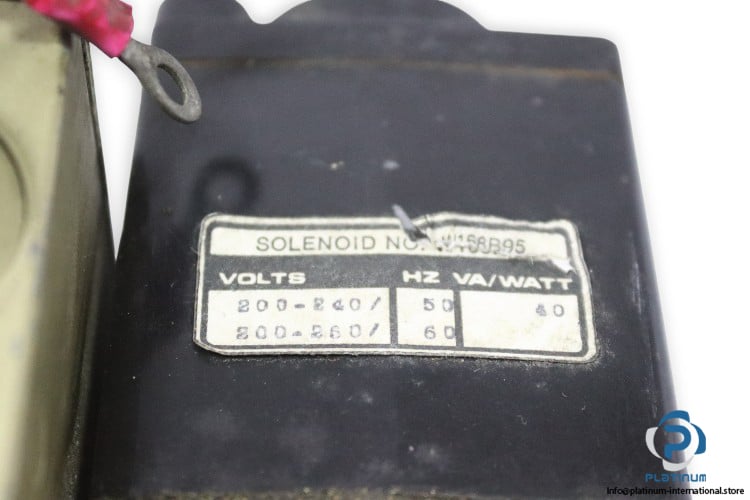 SOLENOID NO.
VOLTS HZ VA/WATT
200-240/ 50 40
200-260/ 60
PLATINUM
info@platinum-international.store